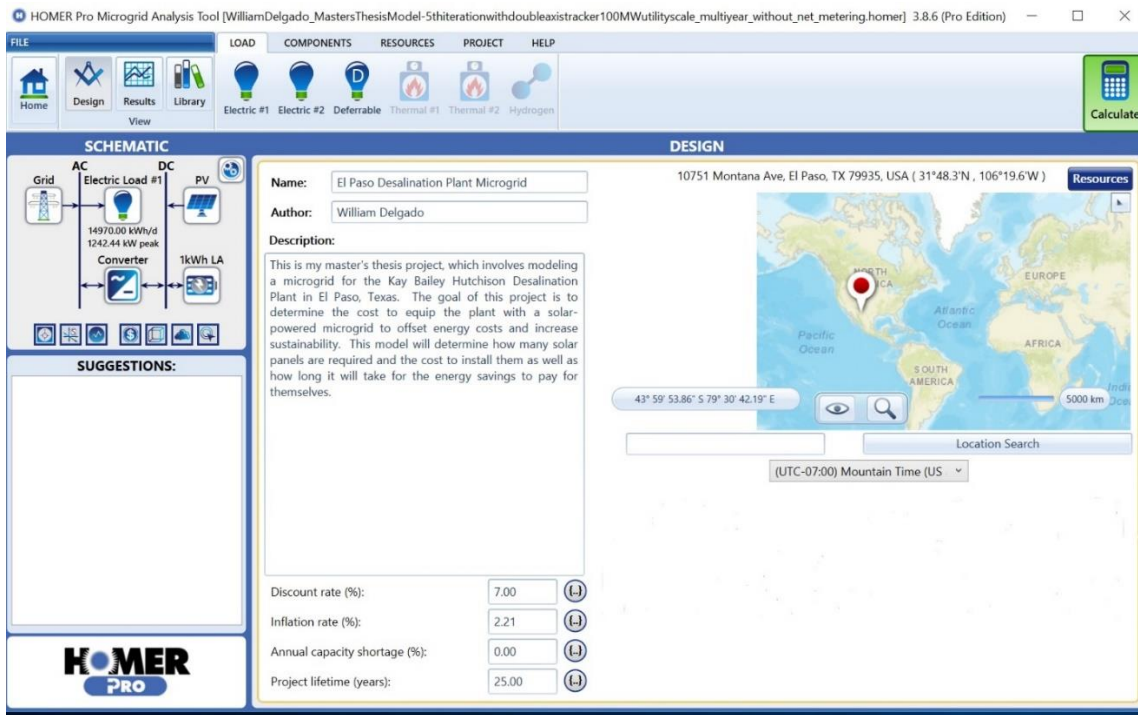 HOMER Pro Microgrid Analysis Tool [WilliamDelgado_MastersThesisModel-5thiterationwithdoubleaxistracker100MWutilityscale_multiyear_without_net_metering.homer] 3.8.6 (Pro Edition)
FILE
LOAD COMPONENTS RESOURCES PROJECT HELP
Home
Design Results Library
View
Electric #1 Electric #2 Deferrable Thermal #1 Thermal #2 Hydrogen
D
Calculate
SCHEMATIC
AC DC
Grid Electric Load #1 PV
14970.00 kWh/d
1242.44 kW peak
Converter 1kWh LA
SUGGESTIONS:
HOMER
PRO
DESIGN
Name: El Paso Desalination Plant Microgrid
Author: William Delgado
Description:
This is my master's thesis project, which involves modeling
a microgrid for the Kay Bailey Hutchison Desalination
Plant in El Paso, Texas. The goal of this project is to
determine the cost to equip the plant with a solar-
powered microgrid to offset energy costs and increase
sustainability. This model will determine how many solar
panels are required and the cost to install them as well as
how long it will take for the energy savings to pay for
themselves.
Discount rate (%): 7.00 {..}
Inflation rate (%): 2.21 {..}
Annual capacity shortage (%): 0.00 {..}
Project lifetime (years): 25.00 {..}
10751 Montana Ave, El Paso, TX 79935, USA ( 31°48.3'N , 106°19.6'W )
Resources
EUROPE
Atlantic
Ocean
Pacific
Ocean
AFRICA
SOUTH
AMERICA
43° 59' 53.86" S 79° 30' 42.19" E
5000 km
Location Search
(UTC-07:00) Mountain Time (US